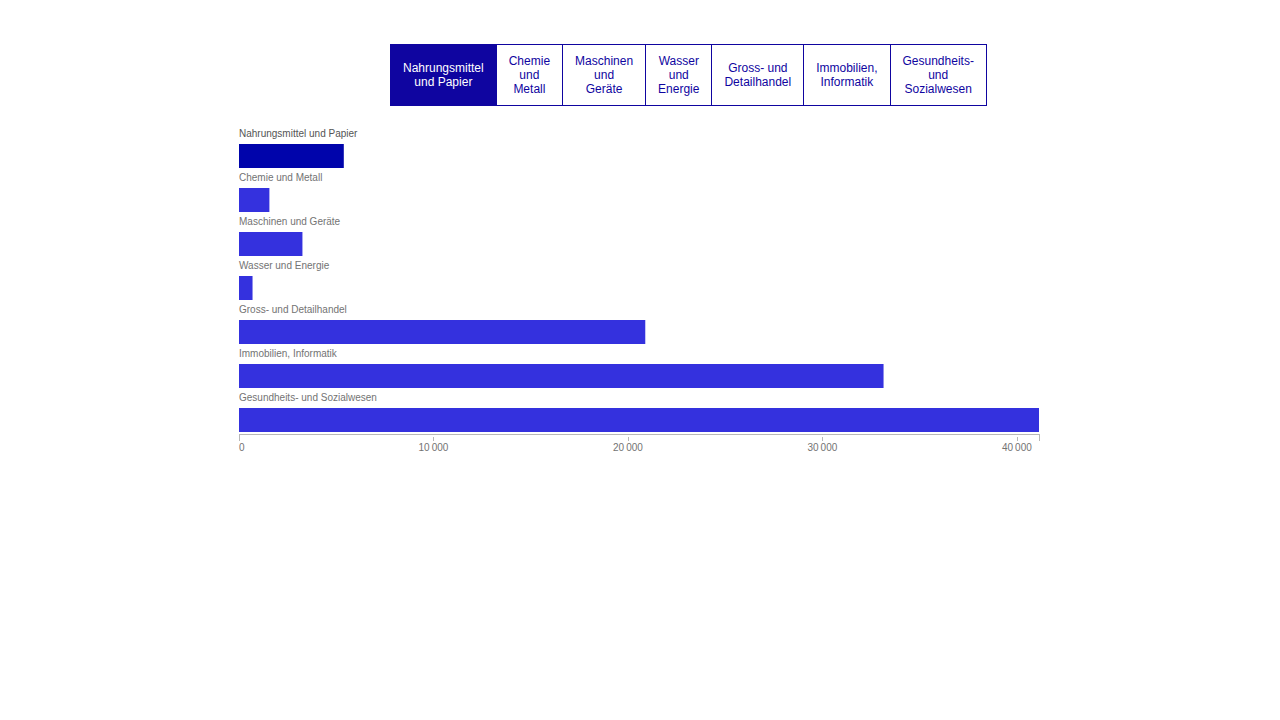 Nahrungsmittel
und Papier
Chemie
und
Metall
Maschinen
und
Geräte
Wasser
und
Energie
Gross- und
Detailhandel
Immobilien,
Informatik
Gesundheits-
und
Sozialwesen
Nahrungsmittel und Papier
Chemie und Metall
Maschinen und Geräte
Wasser und Energie
Gross- und Detailhandel
Immobilien, Informatik
Gesundheits- und Sozialwesen
0 10 000 20 000 30 000 40 000